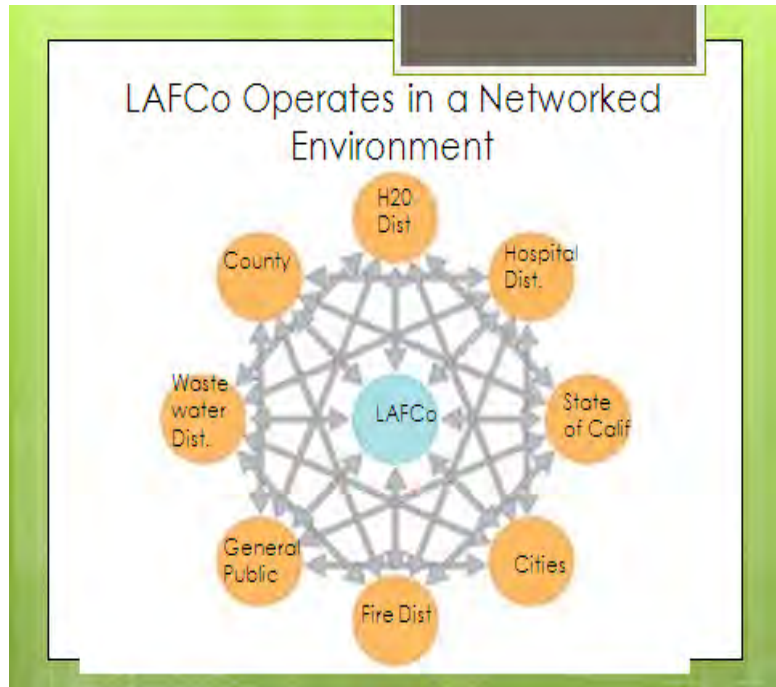 LAFCo Operates in a Networked
Environment
H20
Dist
County
Hospital
Dist.
Waste
water
Dist.
LAFCo
State
of Calif
General
Public
Cities
Fire Dist